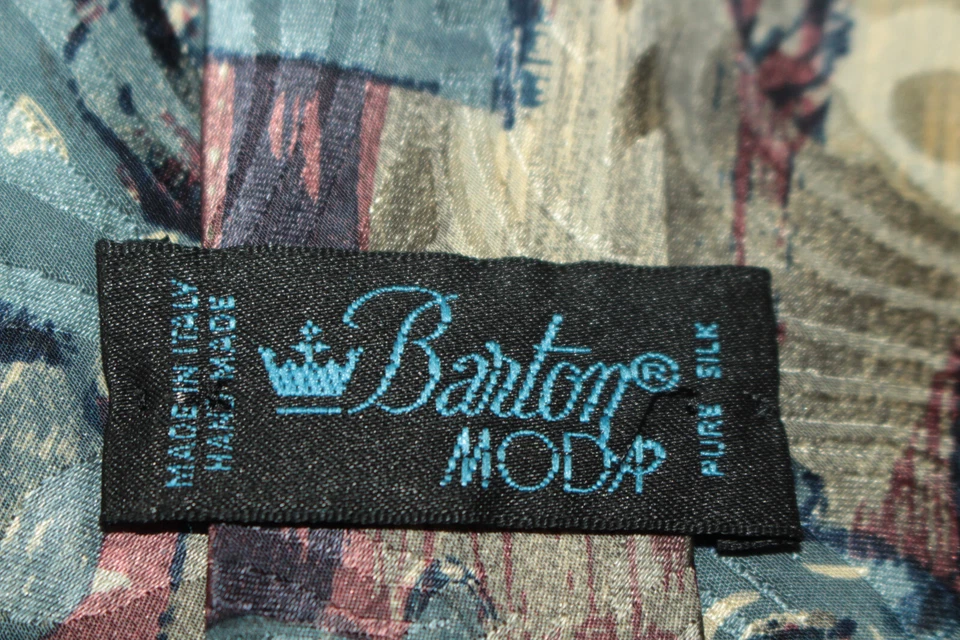 MADE IN ITALY
HAND MADE
Barton®
MODA
PURE SILK